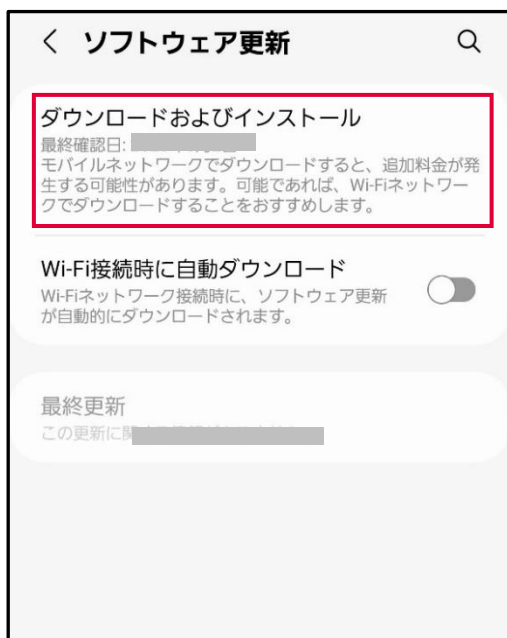 ソフトウェア更新
ダウンロードおよびインストール
最終確認日:
モバイルネットワークでダウンロードすると、追加料金が発
生する可能性があります。可能であれば、Wi-Fiネットワー
クでダウンロードすることをおすすめします。
Wi-Fi接続時に自動ダウンロード
Wi-Fiネットワーク接続時に、ソフトウェア更新
が自動的にダウンロードされます。
最終更新
この更新に